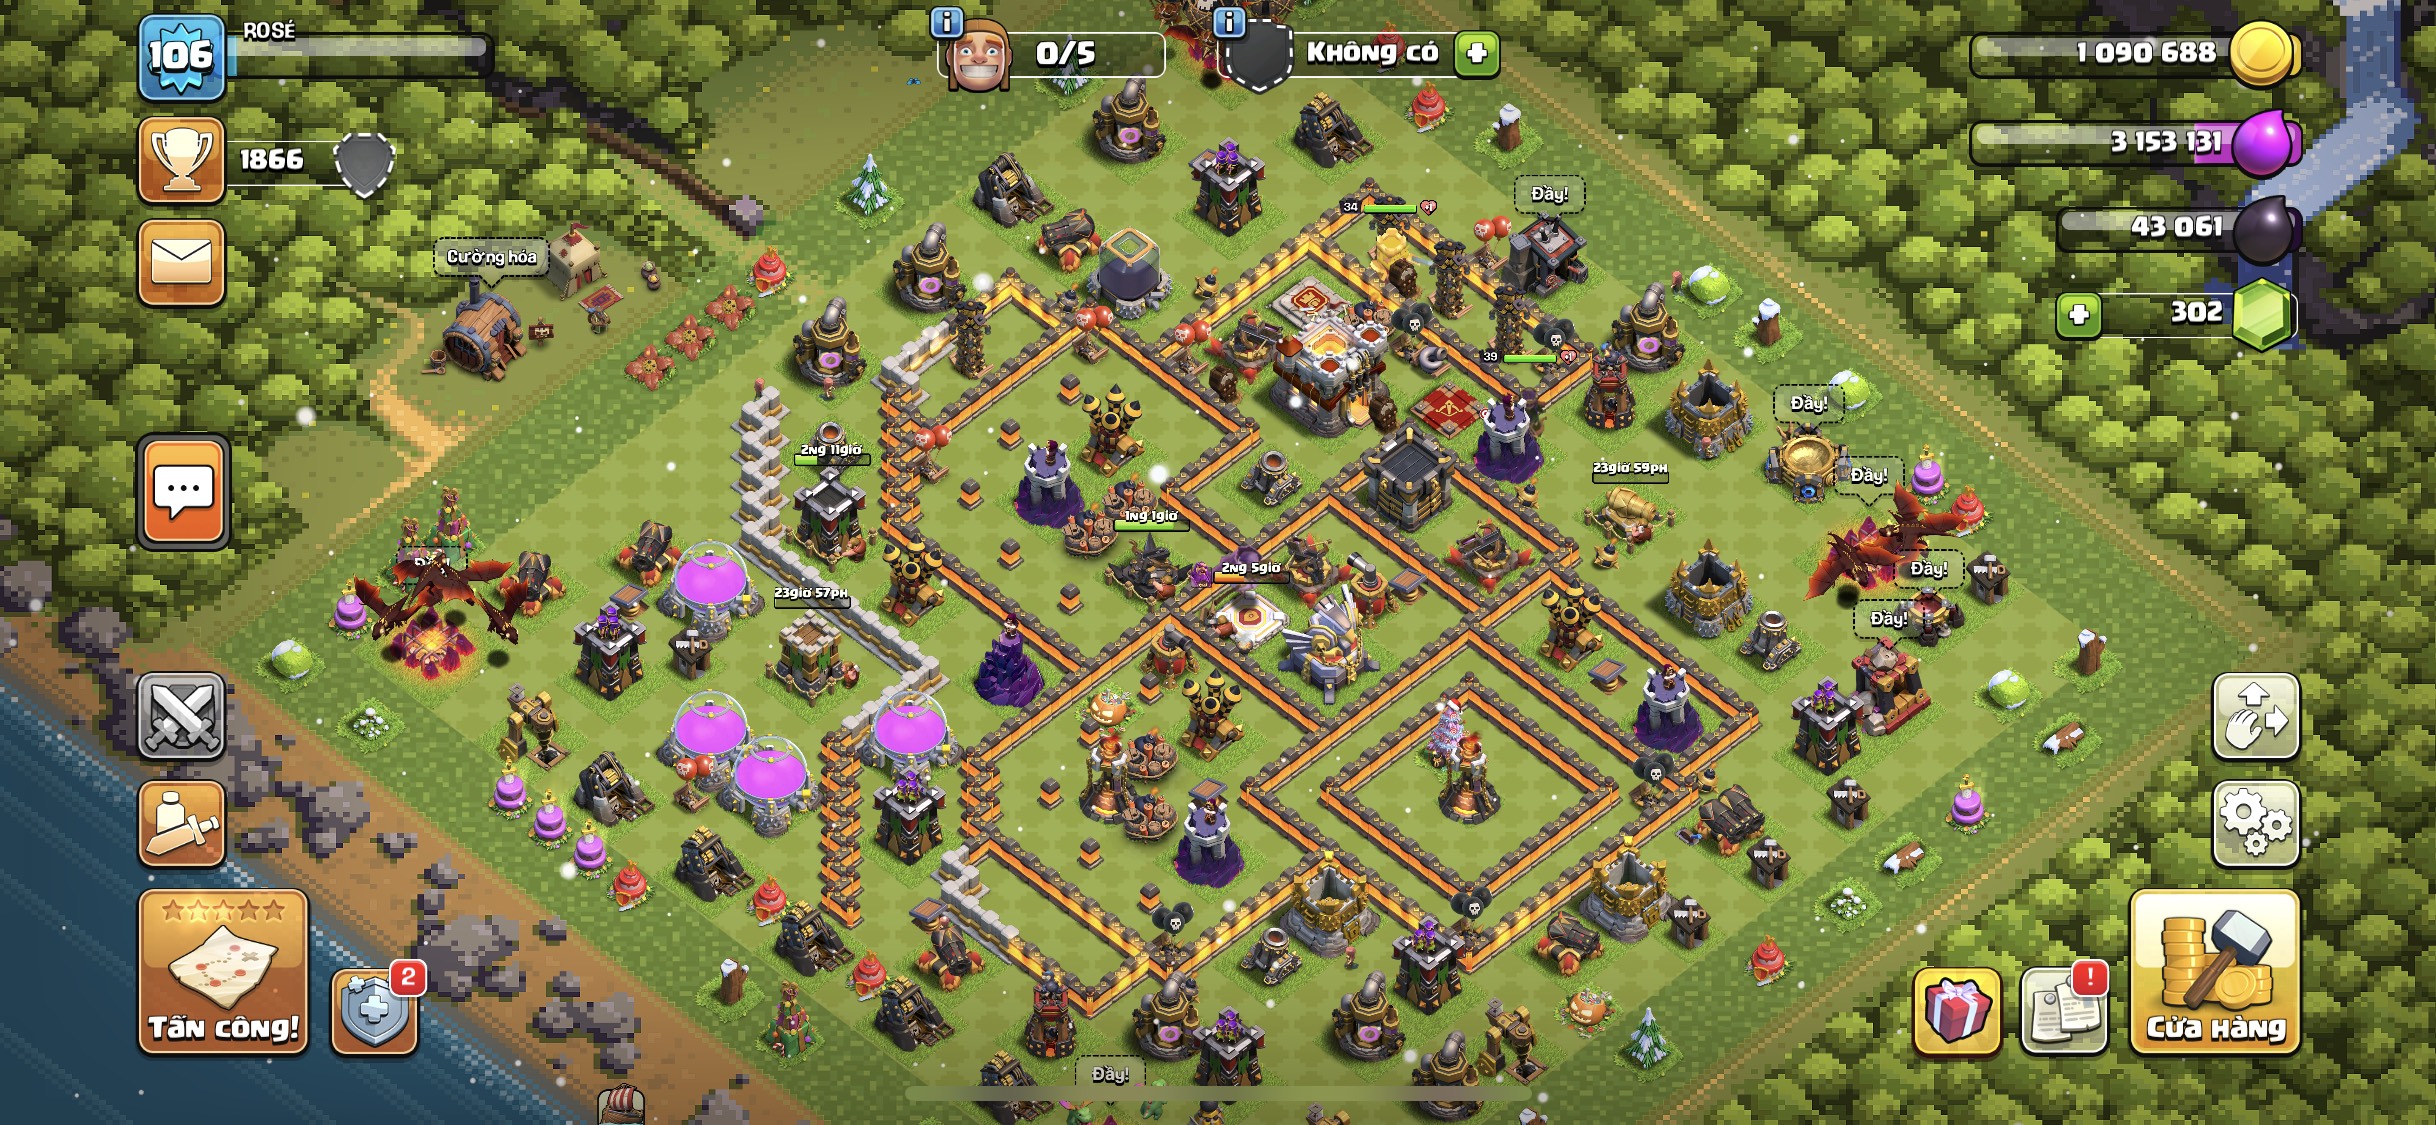 106
ROSÉ
0/5
Không có
1 090 688
1866
3 153 131
Đầy!
34
+1
43 061
Cường hóa
302
39
+1
Đầy!
2ng 11giờ
23giờ 59ph
Đầy!
1ng 1giờ
2ng 5giờ
Đầy!
23giờ 57ph
Đầy!
2
!
Tấn công!
Cửa hàng
Đầy!